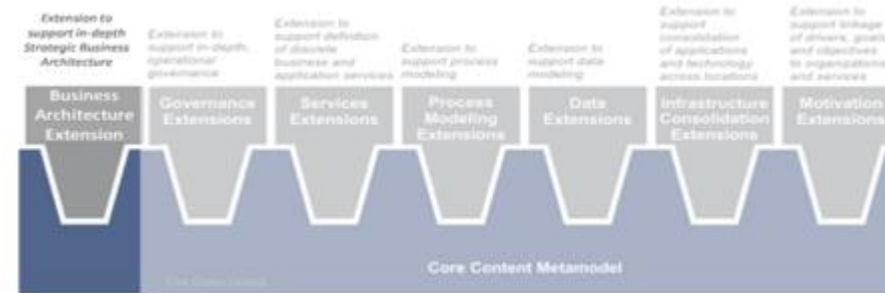 Extension to
support in-depth
Strategic Business
Architecture
Extension to
support in-depth,
operational
governance
Extension to
support definition
of discrete
business and
application services
Extension to
support process
modeling
Extension to
support data
modeling
Extension to
support
consolidation
of applications
and technology
across locations
Extension to
support linkage
of drivers, goals
and objectives
to organizations
and services
Business
Architecture
Extension
Governance
Extensions
Services
Extensions
Process
Modeling
Extensions
Data
Extensions
Infrastructure
Consolidation
Extensions
Motivation
Extensions
Core Content Metamodel
The Open Group